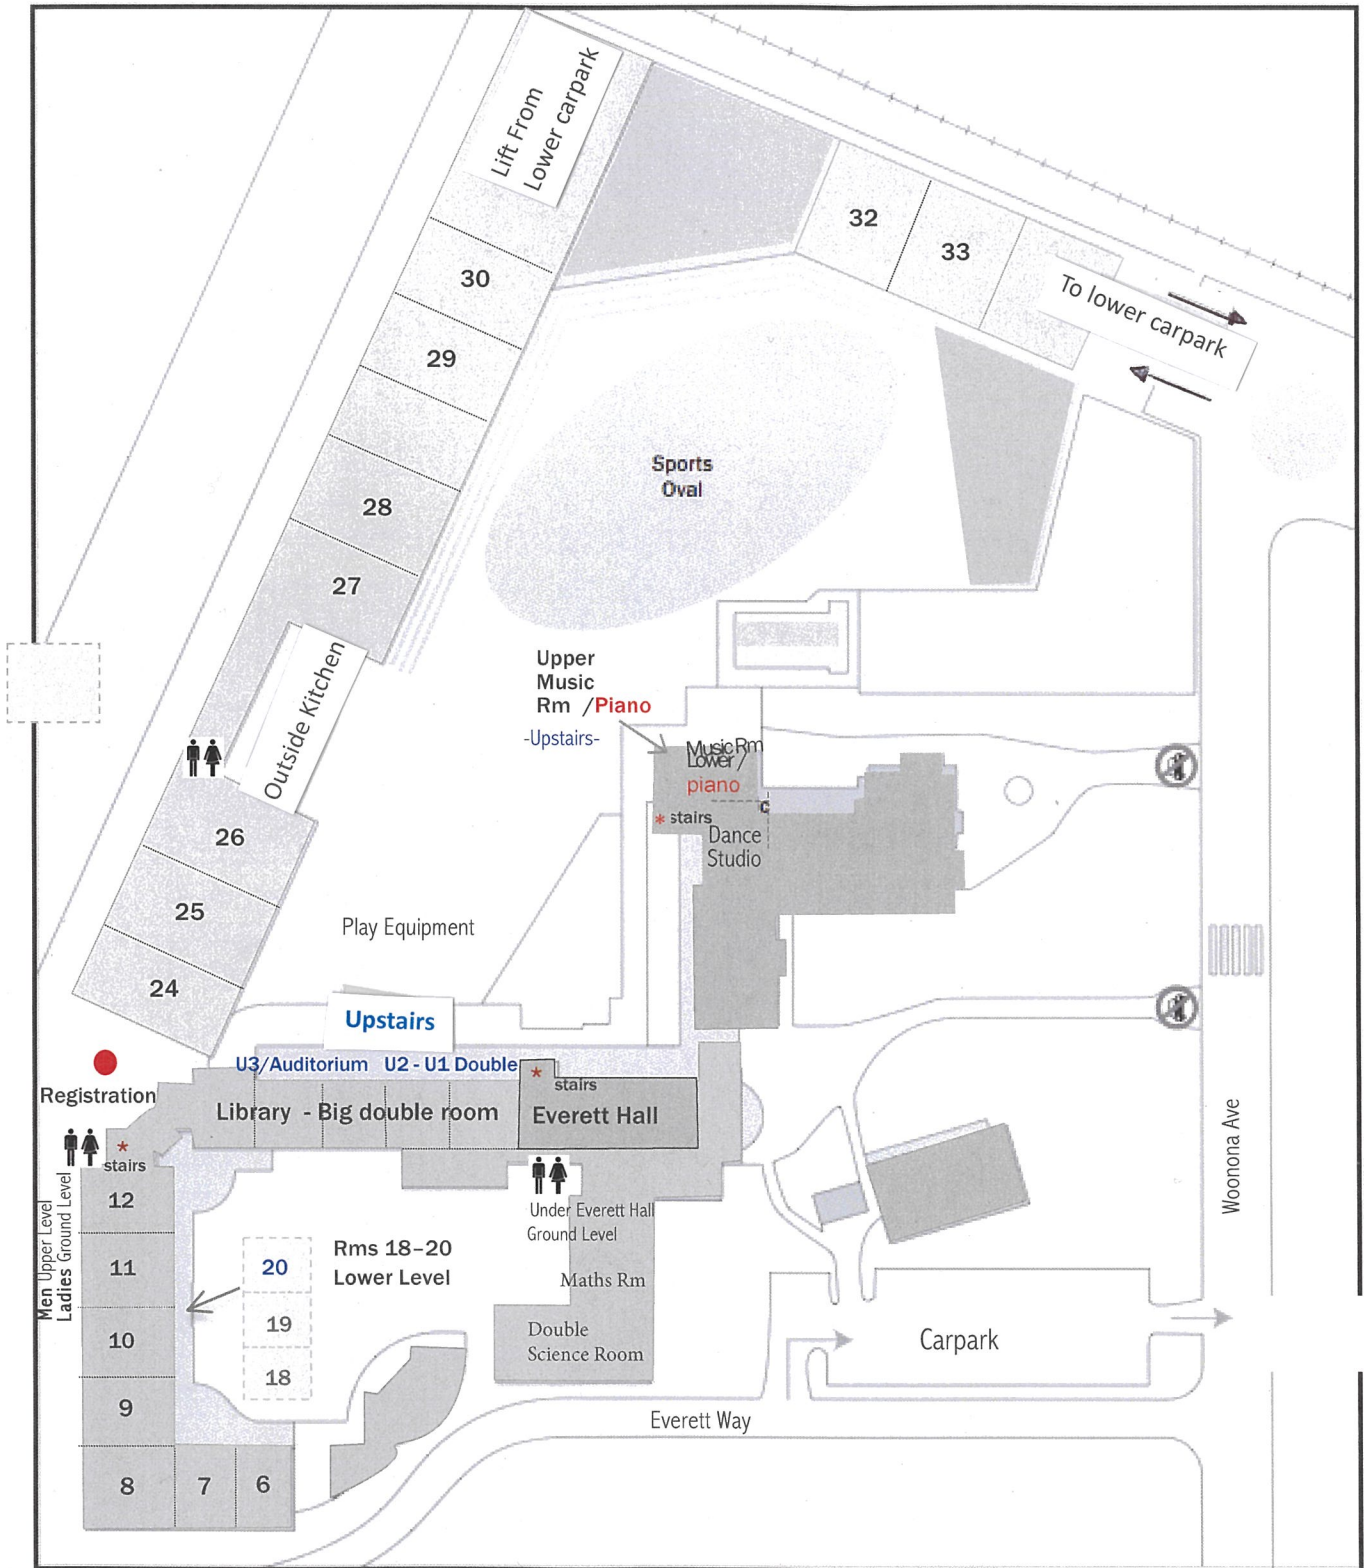 Lift From
Lower carpark
32
33
To lower carpark
30
29
28
27
Sports
Oval
Outside Kitchen
Upper
Music
Rm /Piano
-Upstairs-
Music Rm
Lower /
piano
* stairs
Dance
Studio
26
25
24
Play Equipment
Upstairs
U3/Auditorium U2 - U1 Double
*
stairs
Registration
Library - Big double room
Everett Hall
*
stairs
Men Upper Level
Ladies Ground Level
12
11
10
9
8
7
6
Rms 18–20
Lower Level
20
19
18
Under Everett Hall
Ground Level
Maths Rm
Double
Science Room
Carpark
Everett Way
Woonona Ave